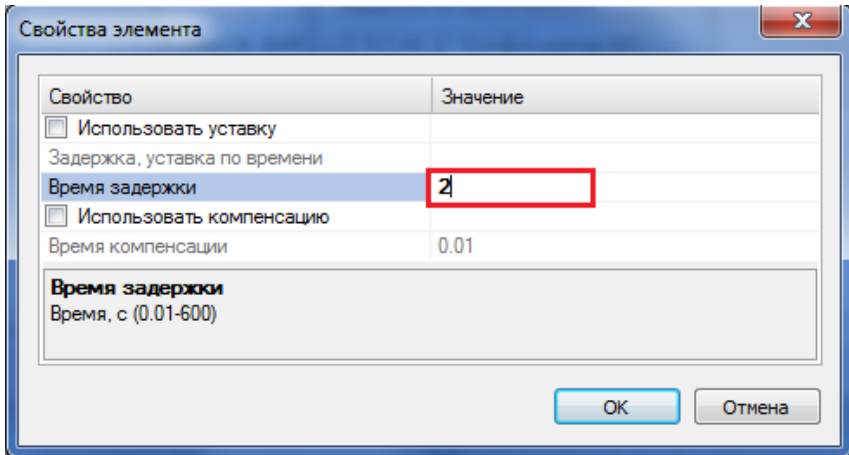 Свойства элемента
Свойство Значение
Использовать уставку
Задержка, уставка по времени
Время задержки 2
Использовать компенсацию
Время компенсации 0.01
Время задержки
Время, с (0.01-600)
OK Отмена